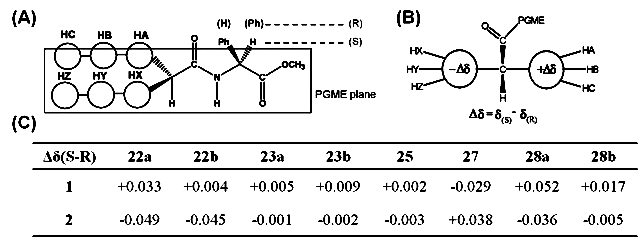 (A)
(H) (Ph) (R)
HC HB HA O Ph H (S)
HZ HY HX N OCH3
H H O PGME plane
(B)
O PGME
HX HA
HY -Δδ C +Δδ HB
HZ HC
H
Δδ = δ(S)- δ(R)
(C)
Δδ(S-R) 22a 22b 23a 23b 25 27 28a 28b
1 +0.033 +0.004 +0.005 +0.009 +0.002 -0.029 +0.052 +0.017
2 -0.049 -0.045 -0.001 -0.002 -0.003 +0.038 -0.036 -0.005